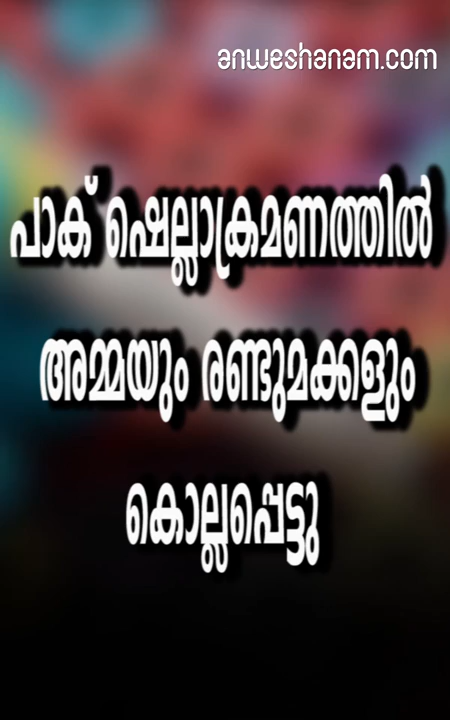 anweshanam.com
പാക് ഷെല്ലാക്രമണത്തിൽ
അമ്മയും രണ്ടുമക്കളും
കൊല്ലപ്പെട്ടു